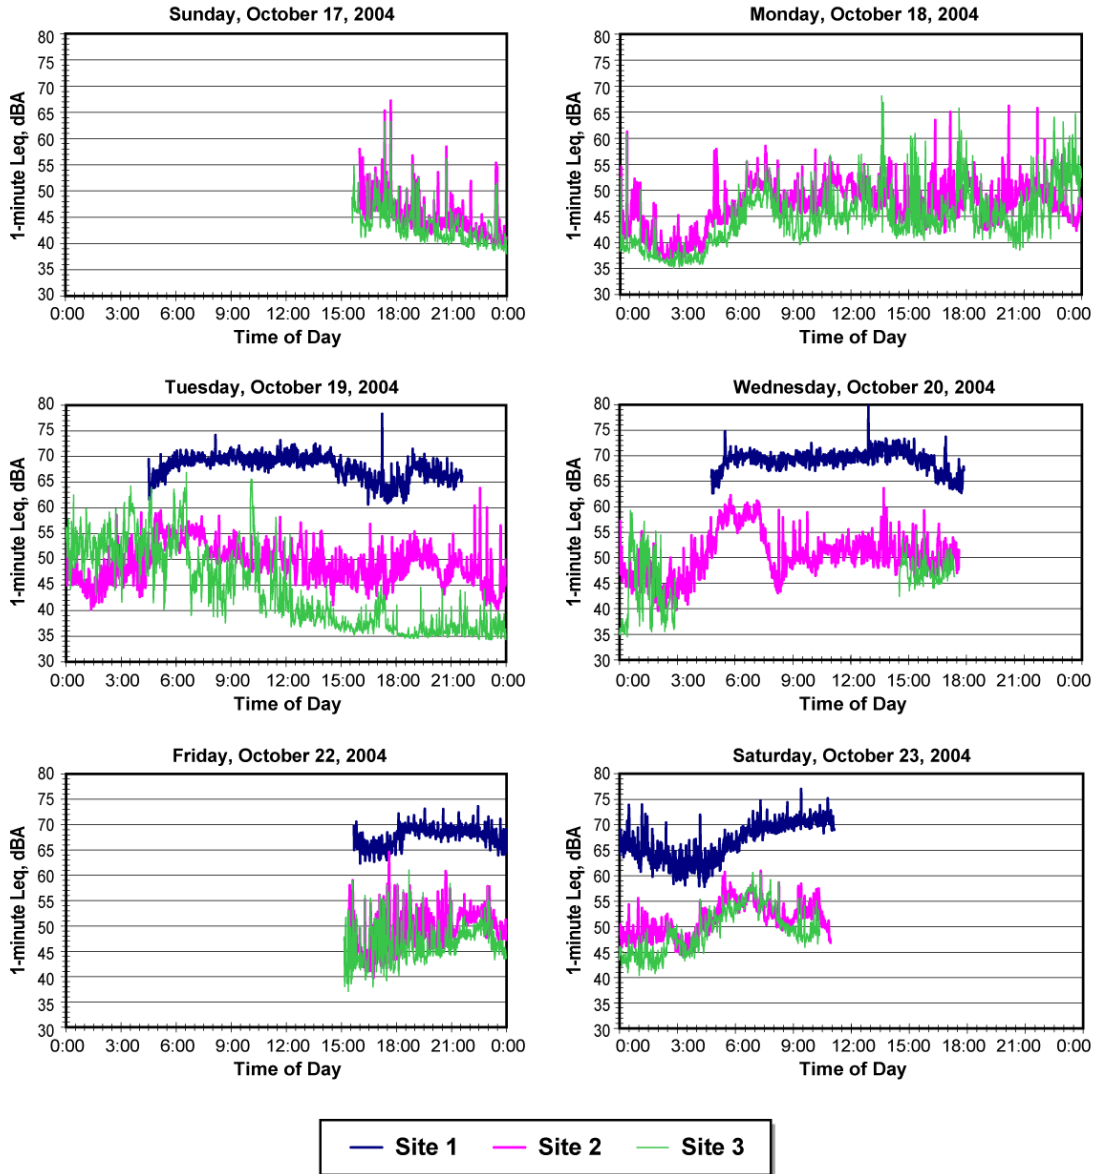 Sunday, October 17, 2004
1-minute Leq, dBA
80
75
70
65
60
55
50
45
40
35
30
0:00 3:00 6:00 9:00 12:00 15:00 18:00 21:00 0:00
Time of Day
Monday, October 18, 2004
1-minute Leq, dBA
80
75
70
65
60
55
50
45
40
35
30
0:00 3:00 6:00 9:00 12:00 15:00 18:00 21:00 0:00
Time of Day
Tuesday, October 19, 2004
1-minute Leq, dBA
80
75
70
65
60
55
50
45
40
35
30
0:00 3:00 6:00 9:00 12:00 15:00 18:00 21:00 0:00
Time of Day
Wednesday, October 20, 2004
1-minute Leq, dBA
80
75
70
65
60
55
50
45
40
35
30
0:00 3:00 6:00 9:00 12:00 15:00 18:00 21:00 0:00
Time of Day
Friday, October 22, 2004
1-minute Leq, dBA
80
75
70
65
60
55
50
45
40
35
30
0:00 3:00 6:00 9:00 12:00 15:00 18:00 21:00 0:00
Time of Day
Saturday, October 23, 2004
1-minute Leq, dBA
80
75
70
65
60
55
50
45
40
35
30
0:00 3:00 6:00 9:00 12:00 15:00 18:00 21:00 0:00
Time of Day
Site 1 Site 2 Site 3